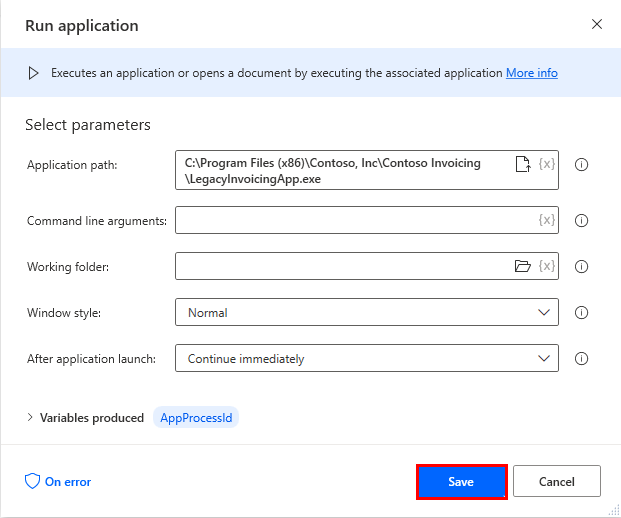 Run application
Executes an application or opens a document by executing the associated application More info
Select parameters
Application path:
C:\Program Files (x86)\Contoso, Inc\Contoso Invoicing
\LegacyInvoicingApp.exe
{x}
Command line arguments:
{x}
Working folder:
{x}
Window style:
Normal
After application launch:
Continue immediately
Variables produced AppProcessId
On error
Save
Cancel